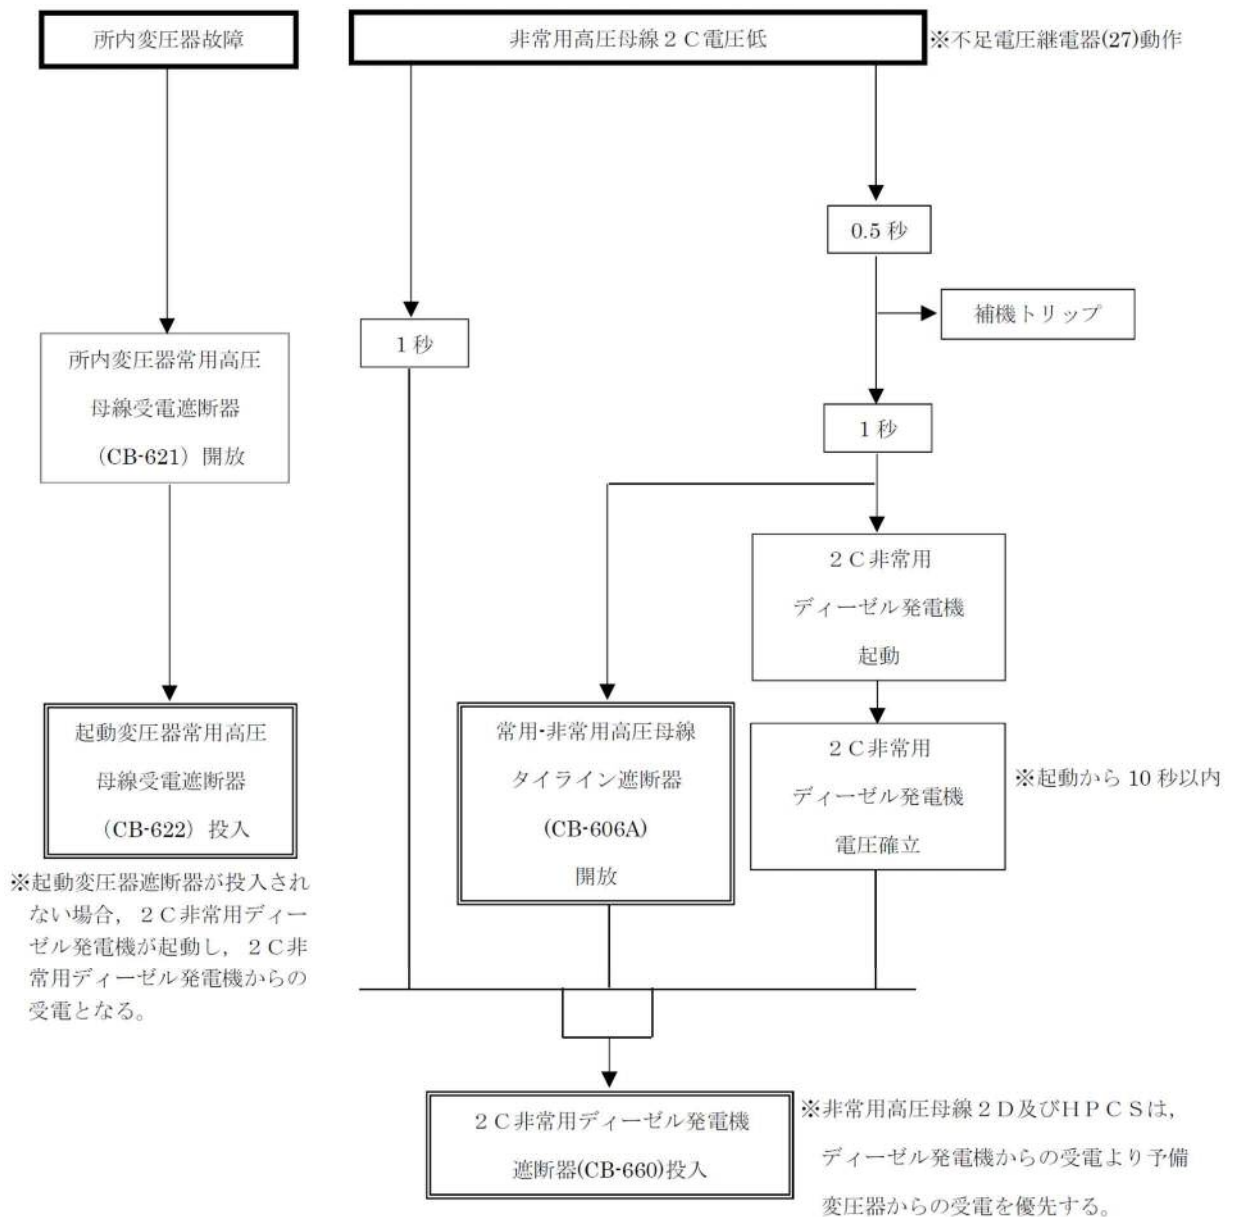 所内変圧器故障
非常用高圧母線２Ｃ電圧低
※不足電圧継電器(27)動作
0.5 秒
補機トリップ
1 秒
1 秒
所内変圧器常用高圧
母線受電遮断器
（CB-621）開放
２Ｃ非常用
ディーゼル発電機
起動
起動変圧器常用高圧
母線受電遮断器
（CB-622）投入
常用-非常用高圧母線
タイライン遮断器
(CB-606A)
開放
２Ｃ非常用
ディーゼル発電機
電圧確立
※起動から 10 秒以内
※起動変圧器遮断器が投入され
ない場合，２Ｃ非常用ディー
ゼル発電機が起動し，２Ｃ非
常用ディーゼル発電機からの
受電となる。
２Ｃ非常用ディーゼル発電機
遮断器(CB-660)投入
※非常用高圧母線２Ｄ及びＨＰＣＳは，
ディーゼル発電機からの受電より予備
変圧器からの受電を優先する。